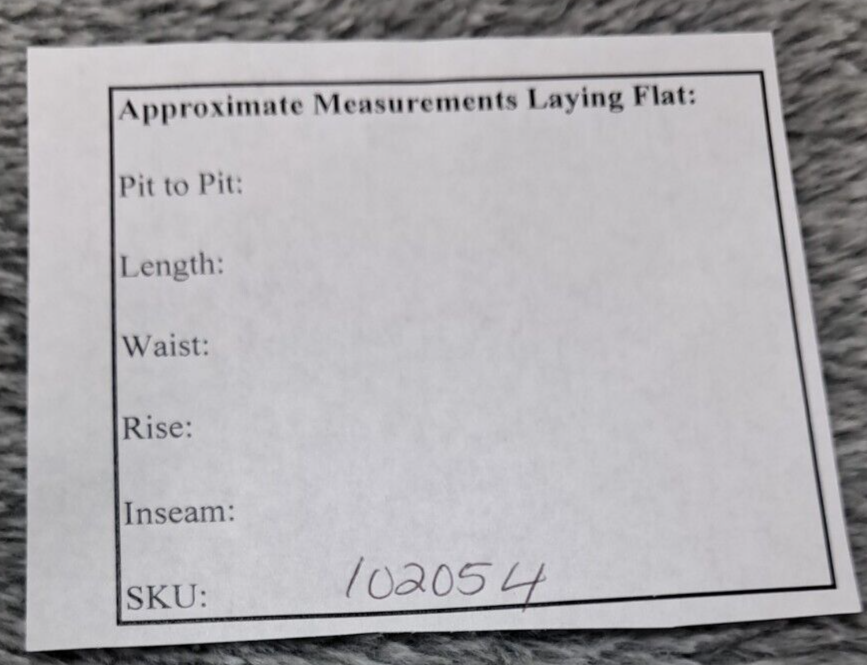 Approximate Measurements Laying Flat:
Pit to Pit:
Length:
Waist:
Rise:
Inseam:
SKU: 102054